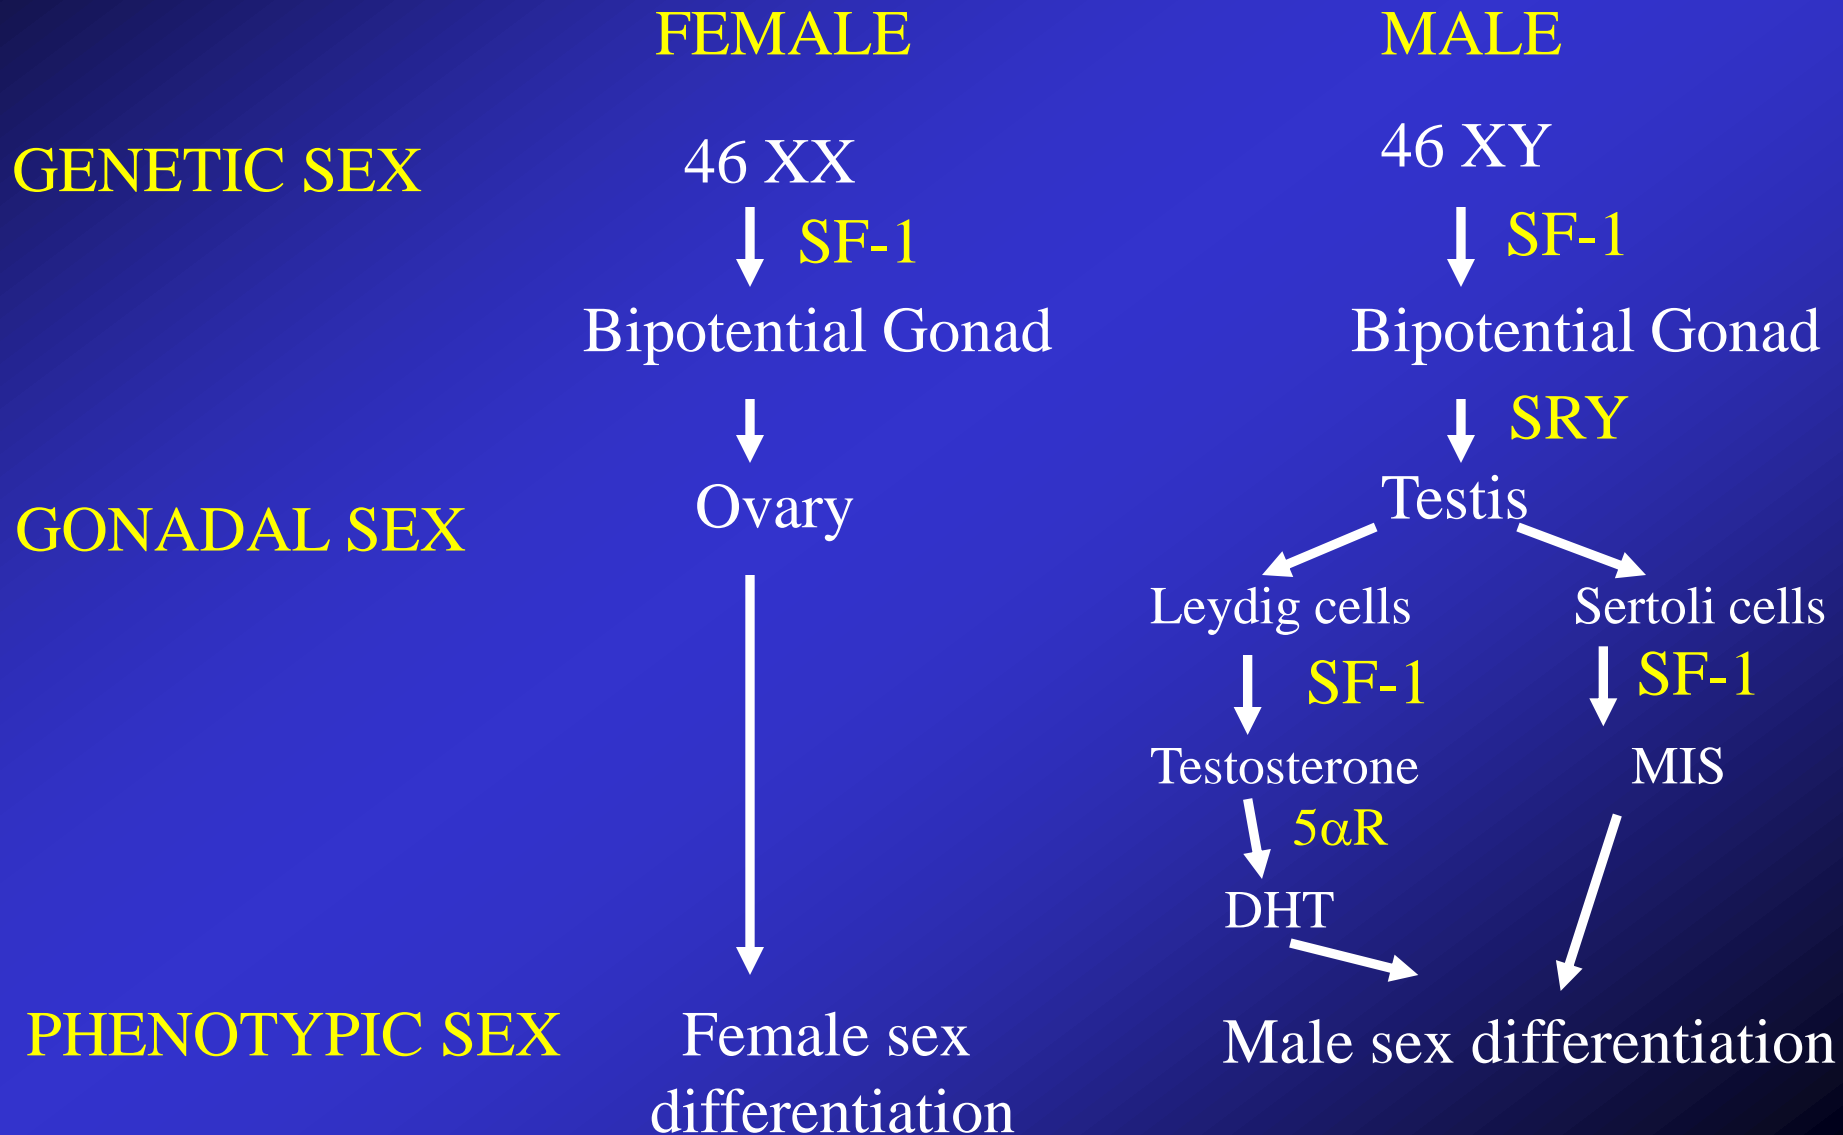 FEMALE MALE
GENETIC SEX 46 XX 46 XY
SF-1 SF-1
Bipotential Gonad Bipotential Gonad
SRY
GONADAL SEX Ovary Testis
Leydig cells Sertoli cells
SF-1 SF-1
Testosterone MIS
5αR
DHT
PHENOTYPIC SEX Female sex Male sex differentiation
differentiation